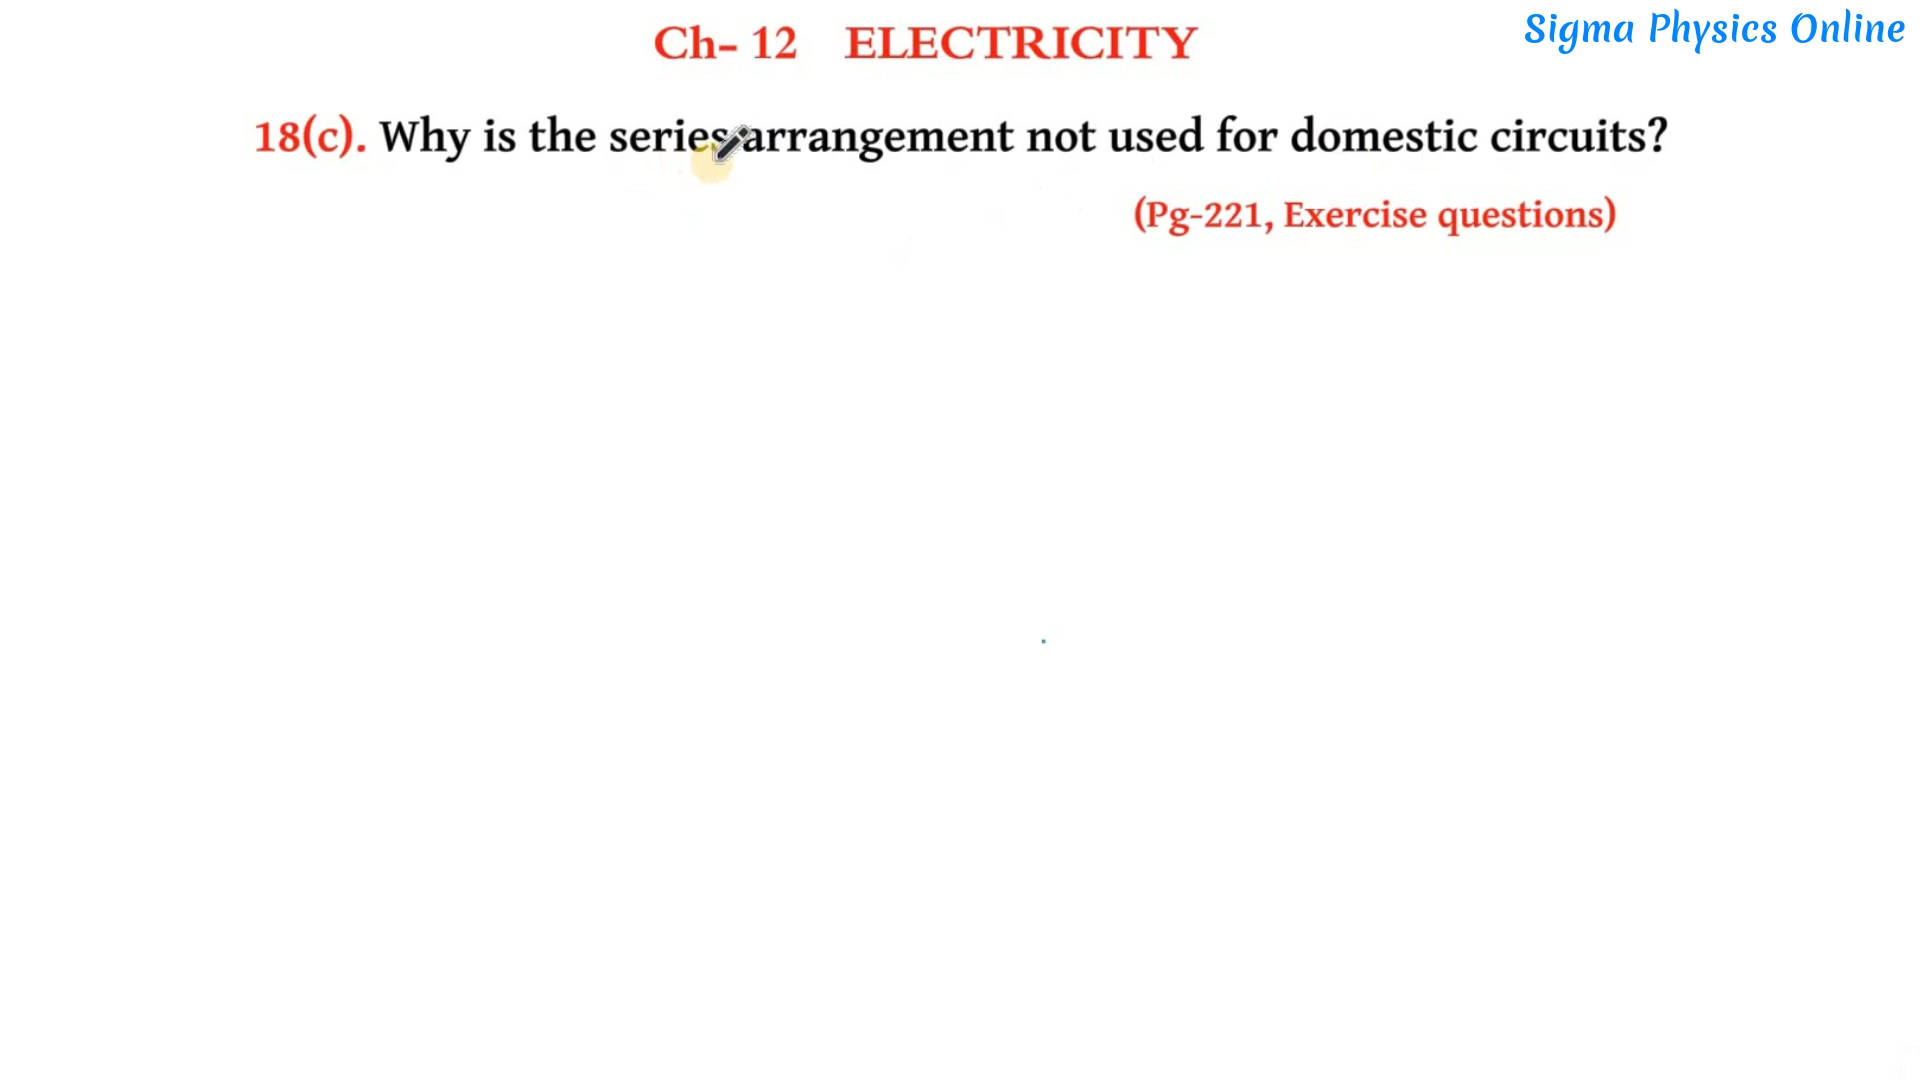 Ch- 12 ELECTRICITY
Sigma Physics Online
18(c). Why is the series arrangement not used for domestic circuits?
(Pg-221, Exercise questions)